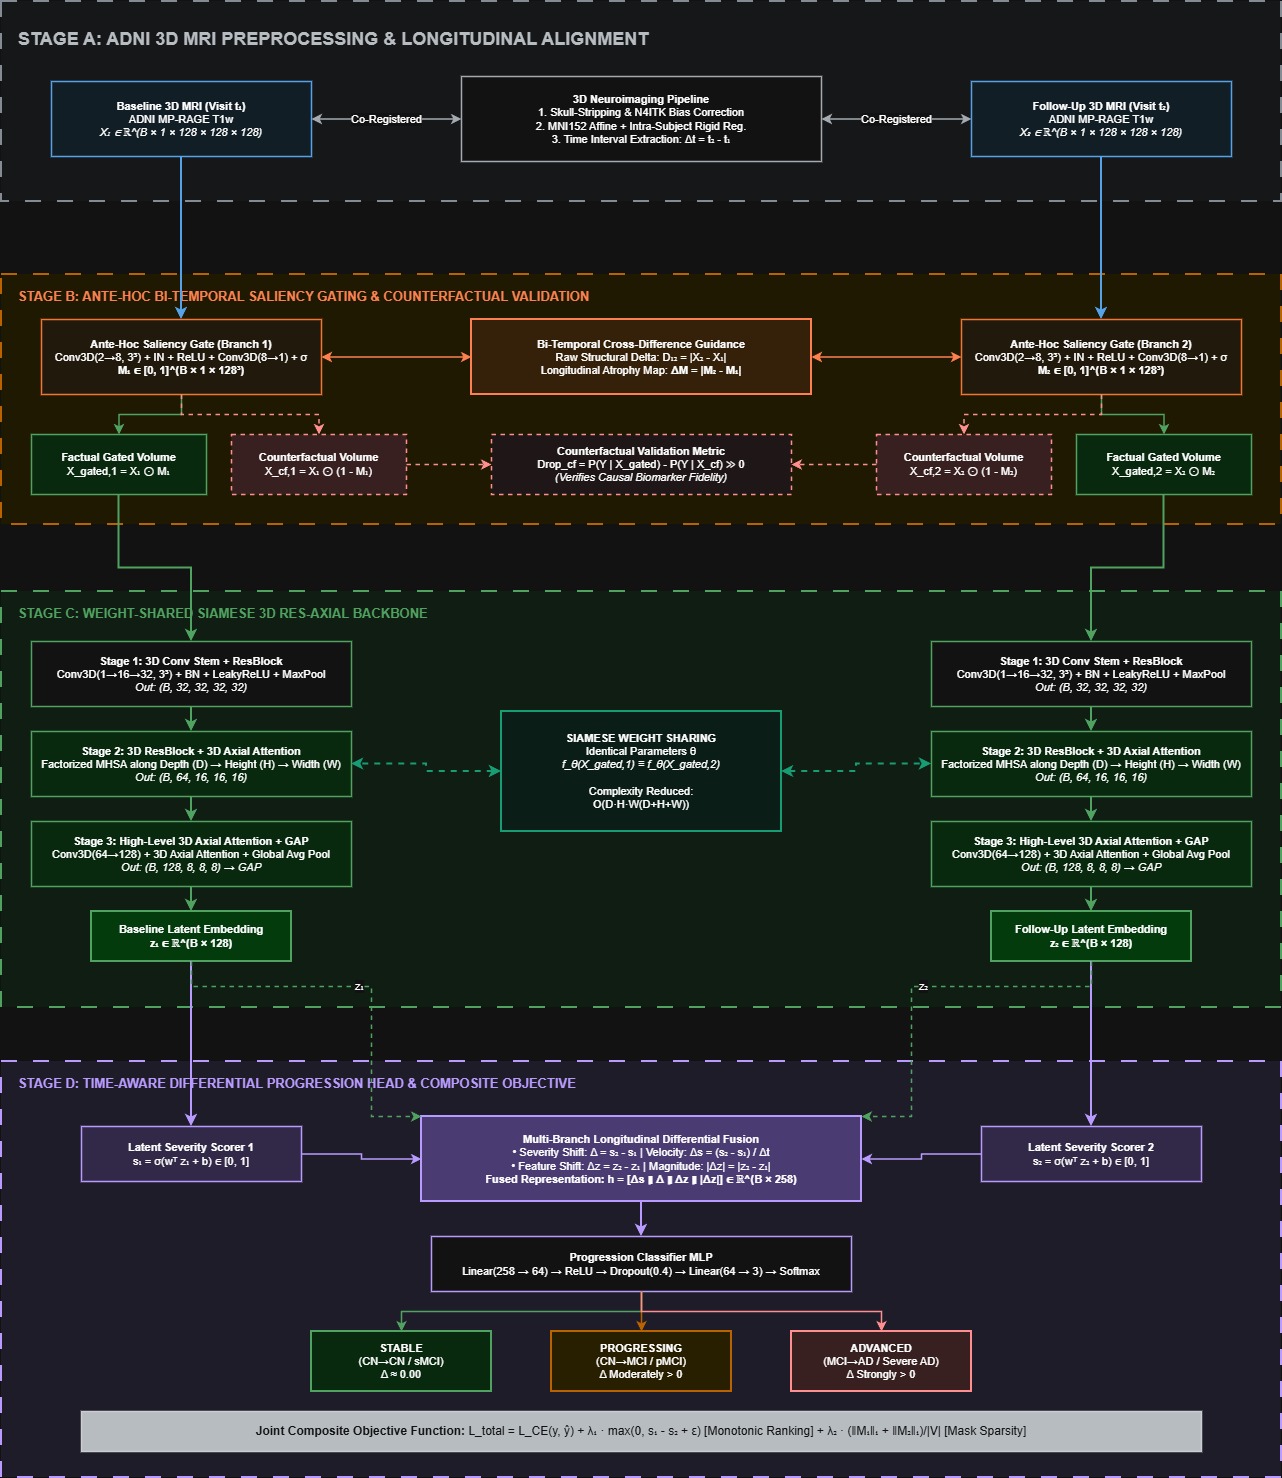 STAGE A: ADNI 3D MRI PREPROCESSING & LONGITUDINAL ALIGNMENT
Baseline 3D MRI (Visit t₁)
ADNI MP-RAGE T1w
X₁ ∈ ℝ^(B × 1 × 128 × 128 × 128)
Co-Registered
3D Neuroimaging Pipeline
1. Skull-Stripping & N4ITK Bias Correction
2. MNI152 Affine + Intra-Subject Rigid Reg.
3. Time Interval Extraction: Δt = t₂ - t₁
Co-Registered
Follow-Up 3D MRI (Visit t₂)
ADNI MP-RAGE T1w
X₂ ∈ ℝ^(B × 1 × 128 × 128 × 128)
STAGE B: ANTE-HOC BI-TEMPORAL SALIENCY GATING & COUNTERFACTUAL VALIDATION
Ante-Hoc Saliency Gate (Branch 1)
Conv3D(2→8, 3³) + IN + ReLU + Conv3D(8→1) + σ
M₁ ∈ [0, 1]^(B × 1 × 128³)
Bi-Temporal Cross-Difference Guidance
Raw Structural Delta: D₁₂ = |X₂ - X₁|
Longitudinal Atrophy Map: ΔM = |M₂ - M₁|
Ante-Hoc Saliency Gate (Branch 2)
Conv3D(2→8, 3³) + IN + ReLU + Conv3D(8→1) + σ
M₂ ∈ [0, 1]^(B × 1 × 128³)
Factual Gated Volume
X_gated,1 = X₁ ⊙ M₁
Counterfactual Volume
X_cf,1 = X₁ ⊙ (1 - M₁)
Counterfactual Validation Metric
Drop_cf = P(Y | X_gated) - P(Y | X_cf) ≫ 0
(Verifies Causal Biomarker Fidelity)
Counterfactual Volume
X_cf,2 = X₂ ⊙ (1 - M₂)
Factual Gated Volume
X_gated,2 = X₂ ⊙ M₂
STAGE C: WEIGHT-SHARED SIAMESE 3D RES-AXIAL BACKBONE
Stage 1: 3D Conv Stem + ResBlock
Conv3D(1→16→32, 3³) + BN + LeakyReLU + MaxPool
Out: (B, 32, 32, 32, 32)
Stage 1: 3D Conv Stem + ResBlock
Conv3D(1→16→32, 3³) + BN + LeakyReLU + MaxPool
Out: (B, 32, 32, 32, 32)
Stage 2: 3D ResBlock + 3D Axial Attention
Factorized MHSA along Depth (D) → Height (H) → Width (W)
Out: (B, 64, 16, 16, 16)
SIAMESE WEIGHT SHARING
Identical Parameters θ
f_θ(X_gated,1) ≡ f_θ(X_gated,2)
Complexity Reduced:
O(D·H·W(D+H+W))
Stage 2: 3D ResBlock + 3D Axial Attention
Factorized MHSA along Depth (D) → Height (H) → Width (W)
Out: (B, 64, 16, 16, 16)
Stage 3: High-Level 3D Axial Attention + GAP
Conv3D(64→128) + 3D Axial Attention + Global Avg Pool
Out: (B, 128, 8, 8, 8) → GAP
Stage 3: High-Level 3D Axial Attention + GAP
Conv3D(64→128) + 3D Axial Attention + Global Avg Pool
Out: (B, 128, 8, 8, 8) → GAP
Baseline Latent Embedding
z₁ ∈ ℝ^(B × 128)
Follow-Up Latent Embedding
z₂ ∈ ℝ^(B × 128)
z₁
z₂
STAGE D: TIME-AWARE DIFFERENTIAL PROGRESSION HEAD & COMPOSITE OBJECTIVE
Latent Severity Scorer 1
s₁ = σ(wᵀ z₁ + b) ∈ [0, 1]
Multi-Branch Longitudinal Differential Fusion
• Severity Shift: Δ = s₂ - s₁ | Velocity: Δs = (s₂ - s₁) / Δt
• Feature Shift: Δz = z₂ - z₁ | Magnitude: |Δz| = |z₂ - z₁|
Fused Representation: h = [Δs ‖ Δ ‖ Δz ‖ |Δz|] ∈ ℝ^(B × 258)
Latent Severity Scorer 2
s₂ = σ(wᵀ z₂ + b) ∈ [0, 1]
Progression Classifier MLP
Linear(258 → 64) → ReLU → Dropout(0.4) → Linear(64 → 3) → Softmax
STABLE
(CN→CN / sMCI)
Δ ≈ 0.00
PROGRESSING
(CN→MCI / pMCI)
Δ Moderately > 0
ADVANCED
(MCI→AD / Severe AD)
Δ Strongly > 0
Joint Composite Objective Function: L_total = L_CE(y, ŷ) + λ₁ · max(0, s₁ - s₂ + ε) [Monotonic Ranking] + λ₂ · (‖M₁‖₁ + ‖M₂‖₁)/|V| [Mask Sparsity]